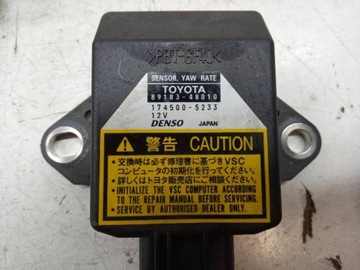 >PBT-GF40<
SENSOR, YAW RATE
TOYOTA
89183-48010
174500-5233
12V
DENSO JAPAN
警告 CAUTION
•交換時は必ず修理書に基づきVSC
コンピュータの初期化を行ってください。
•詳しくはトヨタ販売店にご相談ください。
•INITIALIZE THE VSC COMPUTER ACCORDING
TO THE REPAIR MANUAL BY ALL MEANS.
•SERVICE BY AUTHORISED DEALER ONLY.